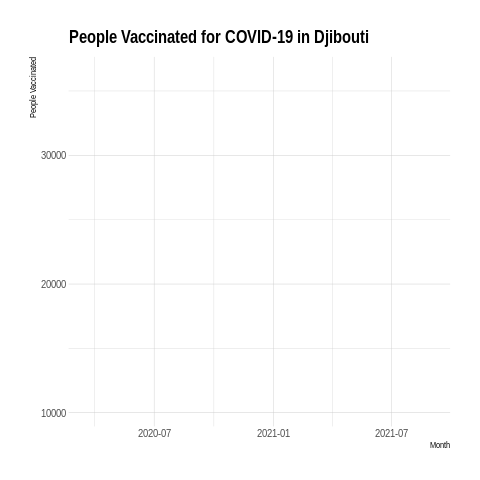 People Vaccinated for COVID-19 in Djibouti
People Vaccinated
30000
20000
10000
2020-07 2021-01 2021-07
Month